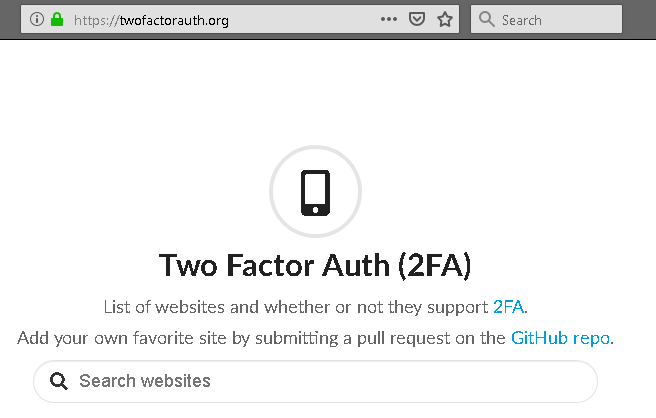 https://twofactorauth.org
Search
Two Factor Auth (2FA)
List of websites and whether or not they support 2FA.
Add your own favorite site by submitting a pull request on the GitHub repo.
Search websites